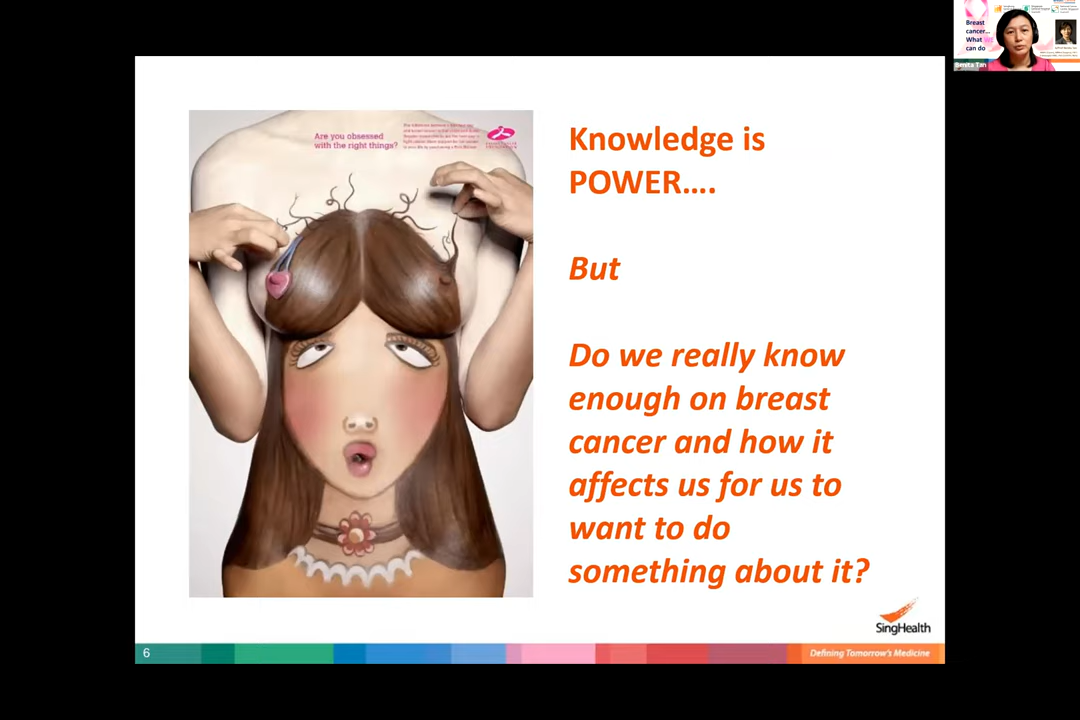 Breast
cancer...
What
can do
Tan
Are you obsessed
with the right things?
Knowledge is
POWER....
But
Do we really know
enough on breast
cancer and how it
affects us for us to
want to do
something about it?
SingHealth
6
Defining Tomorrow's Medicine